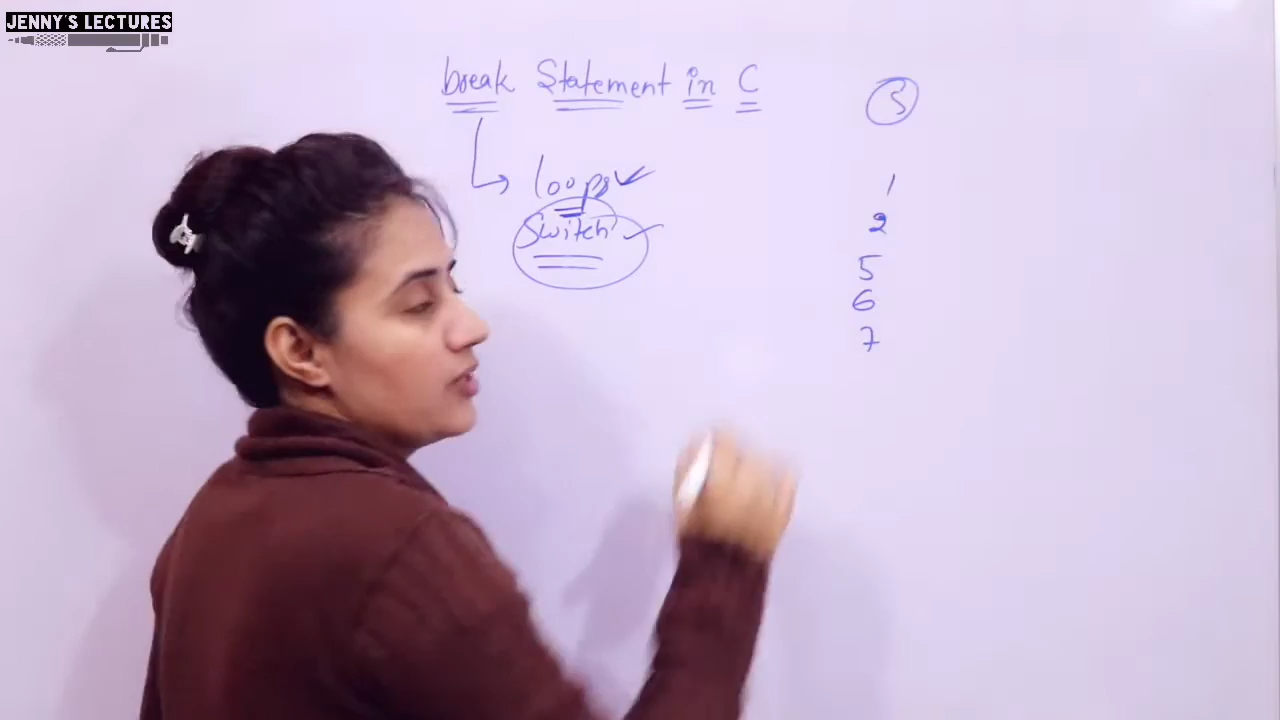 JENNY'S LECTURES
break Statement in C
3
loops
Switch
1
2
5
6
7